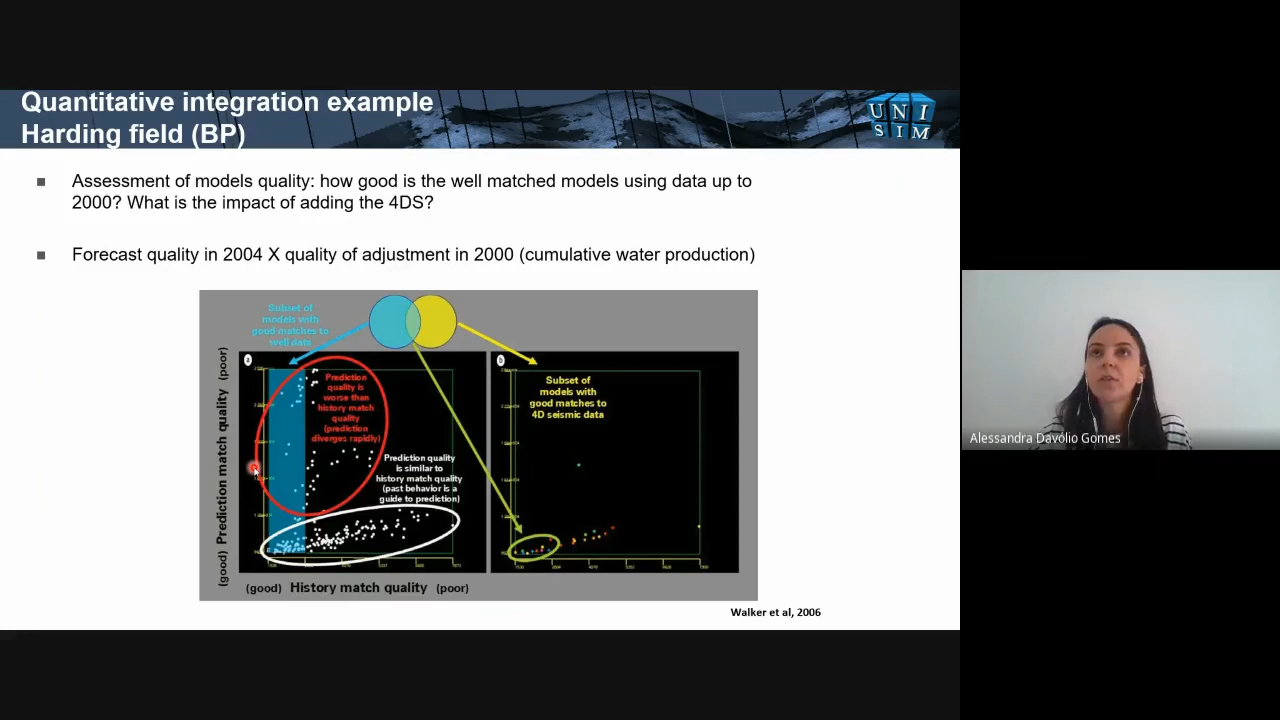 Quantitative integration example
Harding field (BP)
UNI
SIM
Assessment of models quality: how good is the well matched models using data up to
2000? What is the impact of adding the 4DS?
Forecast quality in 2004 X quality of adjustment in 2000 (cumulative water production)
Subset of
models with
good matches to
well data
a
b
Prediction match quality
(poor)
(good)
Prediction
quality is
worse than
history match
quality
(prediction
diverges rapidly)
Prediction quality
is similar to
history match quality
(past behavior is a
guide to prediction)
Subset of
models with
good matches to
4D seismic data
(good) History match quality (poor)
Walker et al, 2006
Alessandra Davólio Gomes